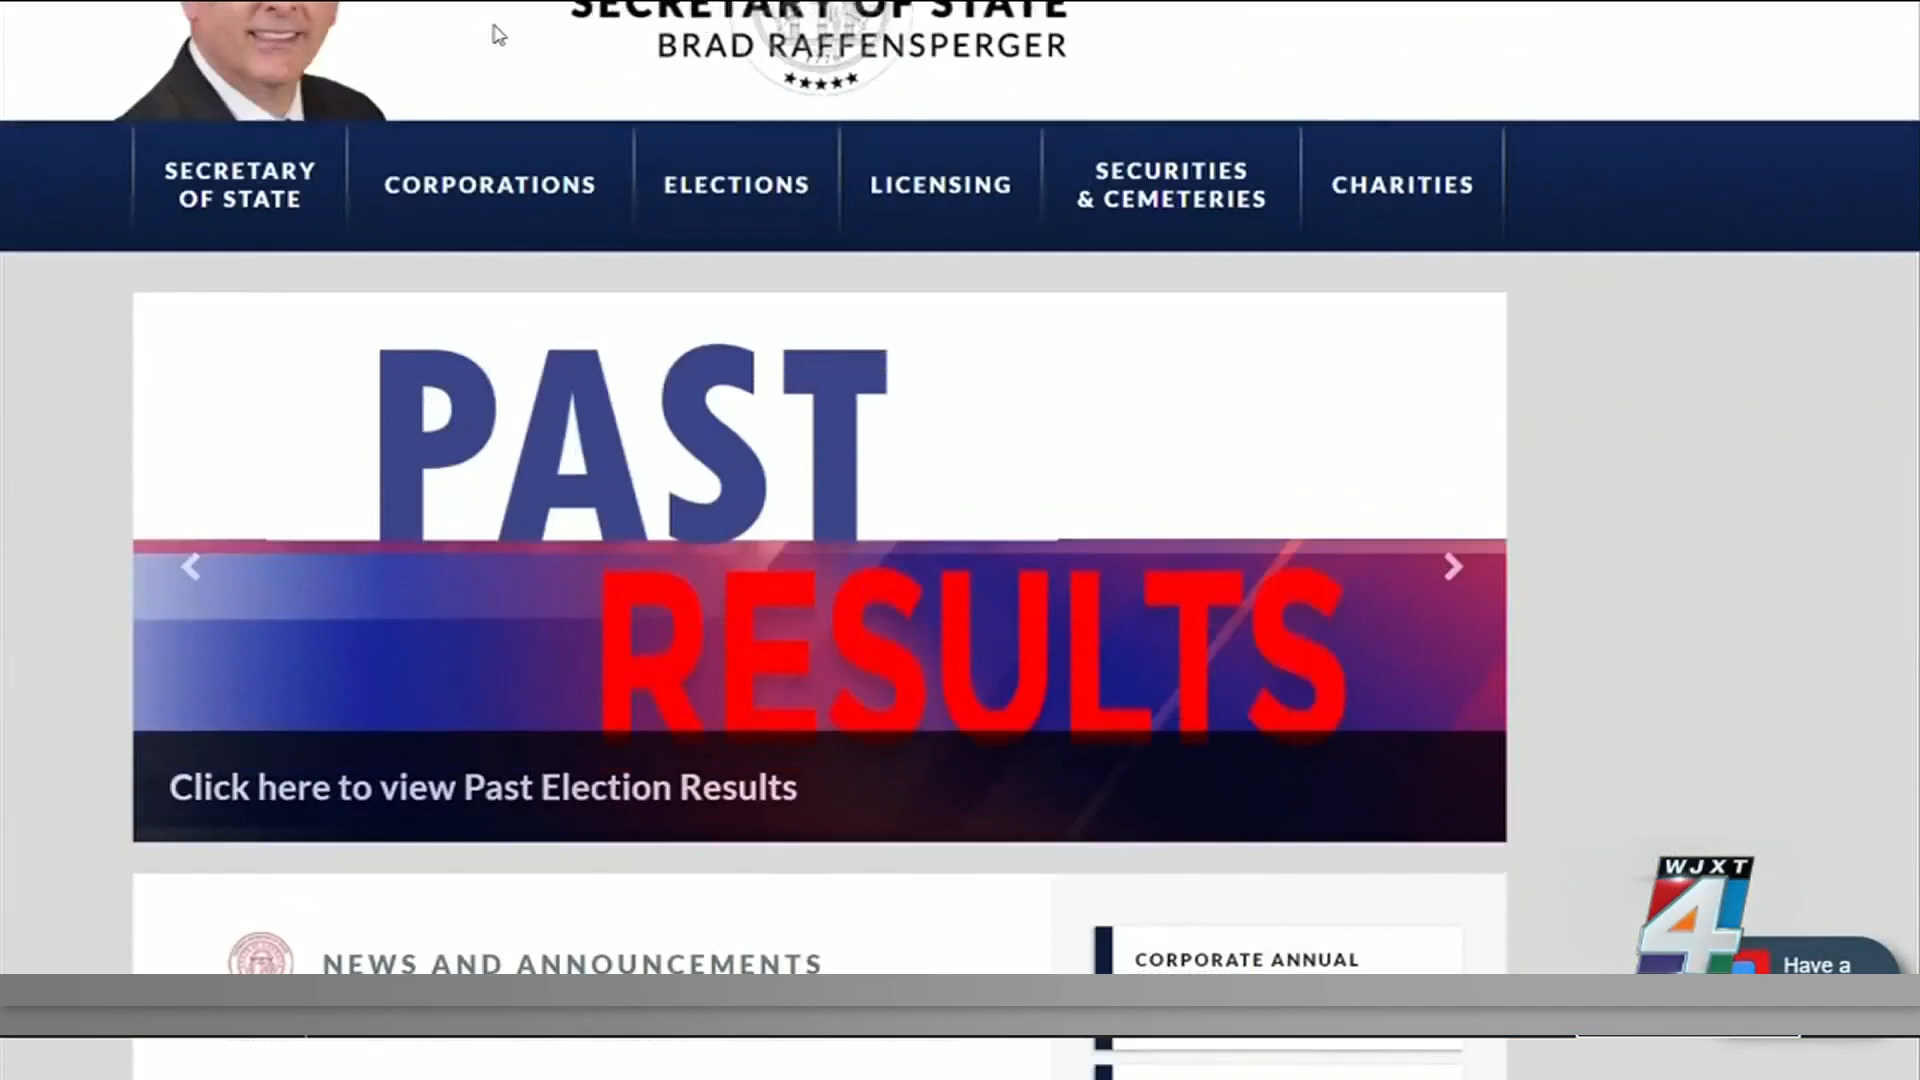 SECRETARY OF STATE
BRAD RAFFENSPERGER
SECRETARY
OF STATE
CORPORATIONS
ELECTIONS
LICENSING
SECURITIES
& CEMETERIES
CHARITIES
PAST
RESULTS
Click here to view Past Election Results
NEWS AND ANNOUNCEMENTS
CORPORATE ANNUAL
WJXT
4
Have a